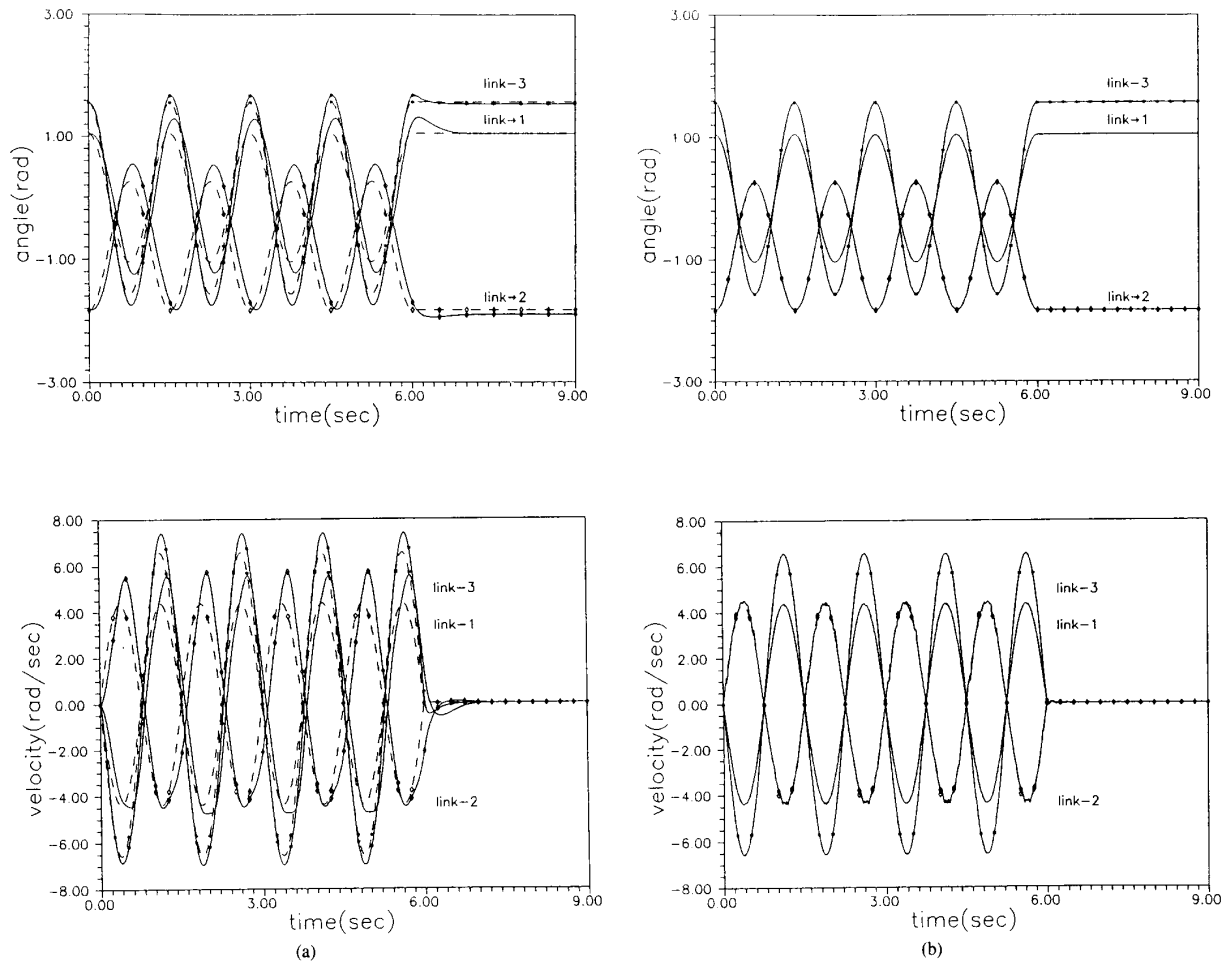 3.00
1.00
-1.00
-3.00
angle(rad)
link-3
link→1
link→2
0.00 3.00 6.00 9.00
time(sec)
3.00
1.00
-1.00
-3.00
angle(rad)
link-3
link→1
link→2
0.00 3.00 6.00 9.00
time(sec)
8.00
6.00
4.00
2.00
0.00
-2.00
-4.00
-6.00
-8.00
velocity(rad/sec)
link-3
link-1
link-2
0.00 3.00 6.00 9.00
time(sec)
(a)
8.00
6.00
4.00
2.00
0.00
-2.00
-4.00
-6.00
-8.00
velocity(rad/sec)
link-3
link-1
link-2
0.00 3.00 6.00 9.00
time(sec)
(b)